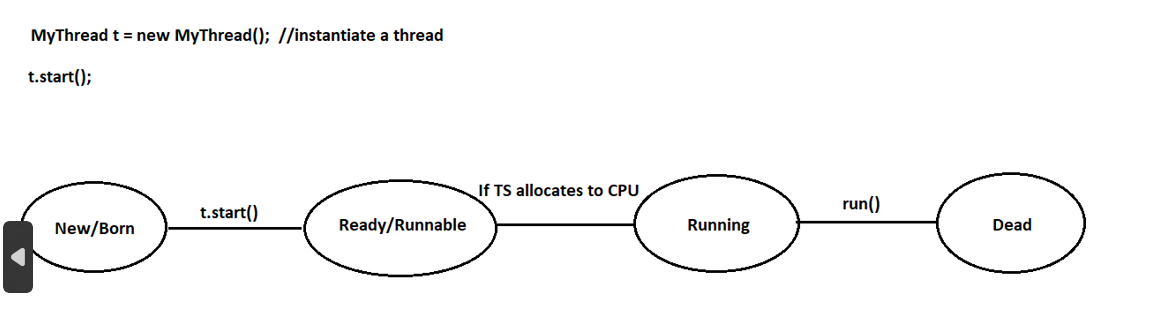 MyThread t = new MyThread(); //instantiate a thread
t.start();
If TS allocates to CPU
t.start()
run()
New/Born
Ready/Runnable
Running
Dead